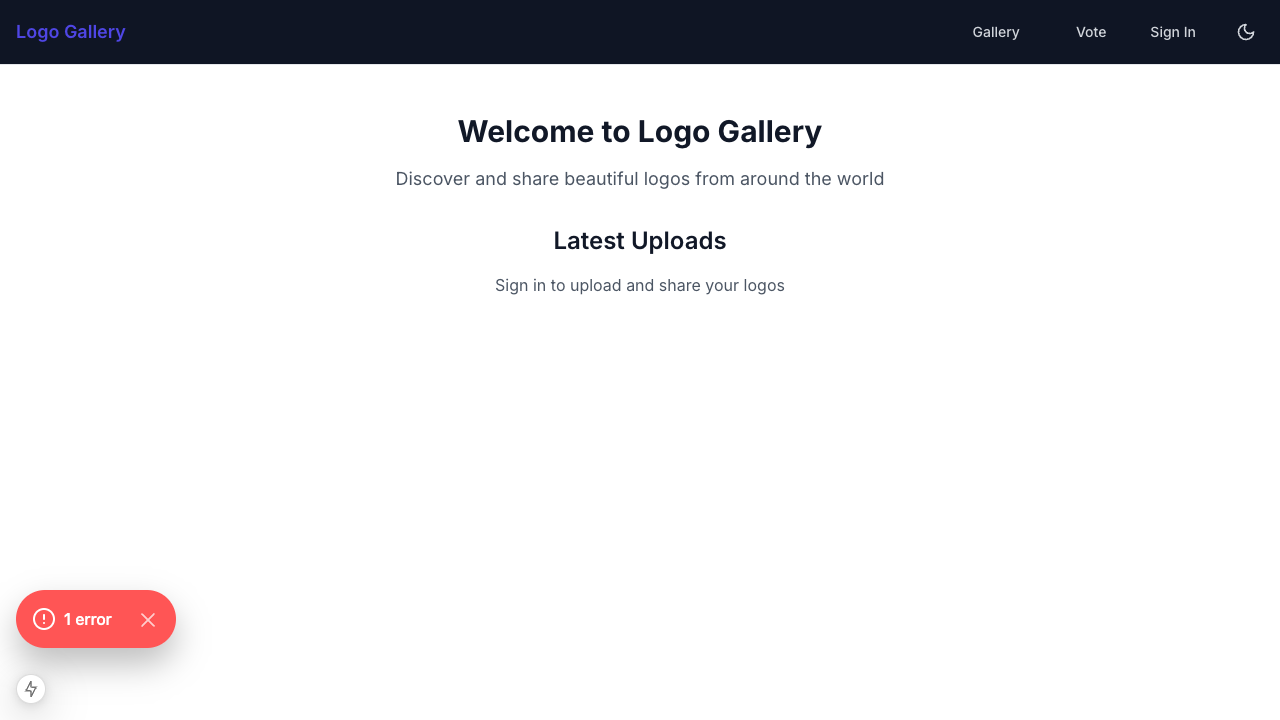 Logo Gallery
Gallery
Vote
Sign In
Welcome to Logo Gallery
Discover and share beautiful logos from around the world
Latest Uploads
Sign in to upload and share your logos
1 error